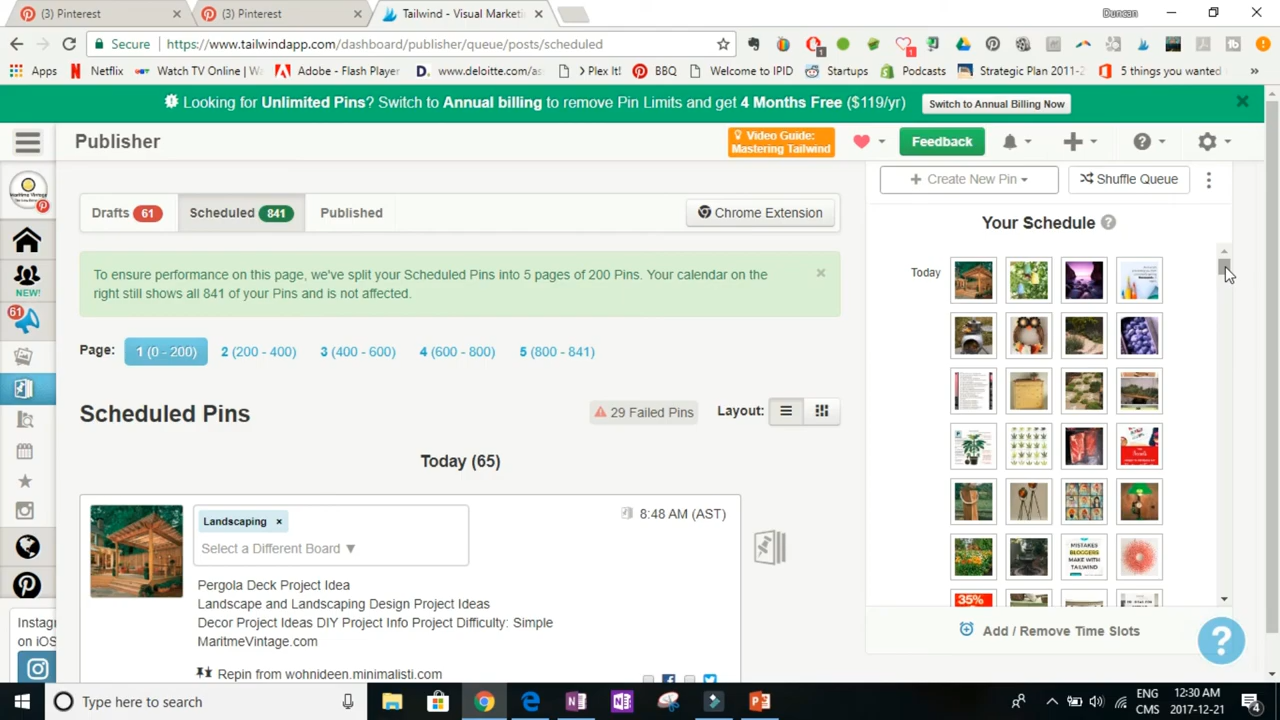 (3) Pinterest
(3) Pinterest
Tailwind - Visual Marketi
Duncan
Secure
https://www.tailwindapp.com/dashboard/publisher/queue/posts/scheduled
Apps
Netflix
Watch TV Online | W
Adobe - Flash Player
www.deloitte.com/as
> Plex It!
BBQ
Welcome to IPID
Startups
Podcasts
Strategic Plan 2011-2
5 things you wanted
»
Looking for Unlimited Pins? Switch to Annual billing to remove Pin Limits and get 4 Months Free ($119/yr)
Switch to Annual Billing Now
Publisher
Video Guide:
Mastering Tailwind
Feedback
Drafts 61
Scheduled 841
Published
Chrome Extension
Create New Pin
Shuffle Queue
Your Schedule
Today
NEW!
61
To ensure performance on this page, we've split your Scheduled Pins into 5 pages of 200 Pins. Your calendar on the
right still shows all 841 of your Pins and is not affected.
Page:
1 (0 - 200)
2 (200 - 400)
3 (400 - 600)
4 (600 - 800)
5 (800 - 841)
Scheduled Pins
29 Failed Pins
Layout:
Today (65)
Landscaping ×
8:48 AM (AST)
Select a Different Board
Pergola Deck Project Idea
Landscape and Landscaping Design Project Ideas
Decor Project Ideas DIY Project Info Project Difficulty: Simple
MaritmeVintage.com
Repin from wohnideen.minimalisti.com
MISTAKES
BLOGGERS
MAKE WITH
TAILWIND
35%
Add / Remove Time Slots
Instag
on iOS
Type here to search
ENG
CMS
12:30 AM
2017-12-21
4